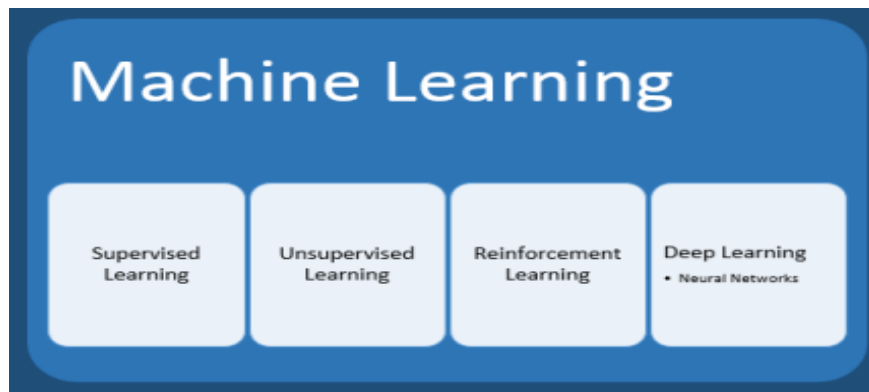 Machine Learning
Supervised
Learning
Unsupervised
Learning
Reinforcement
Learning
Deep Learning
• Neural Networks